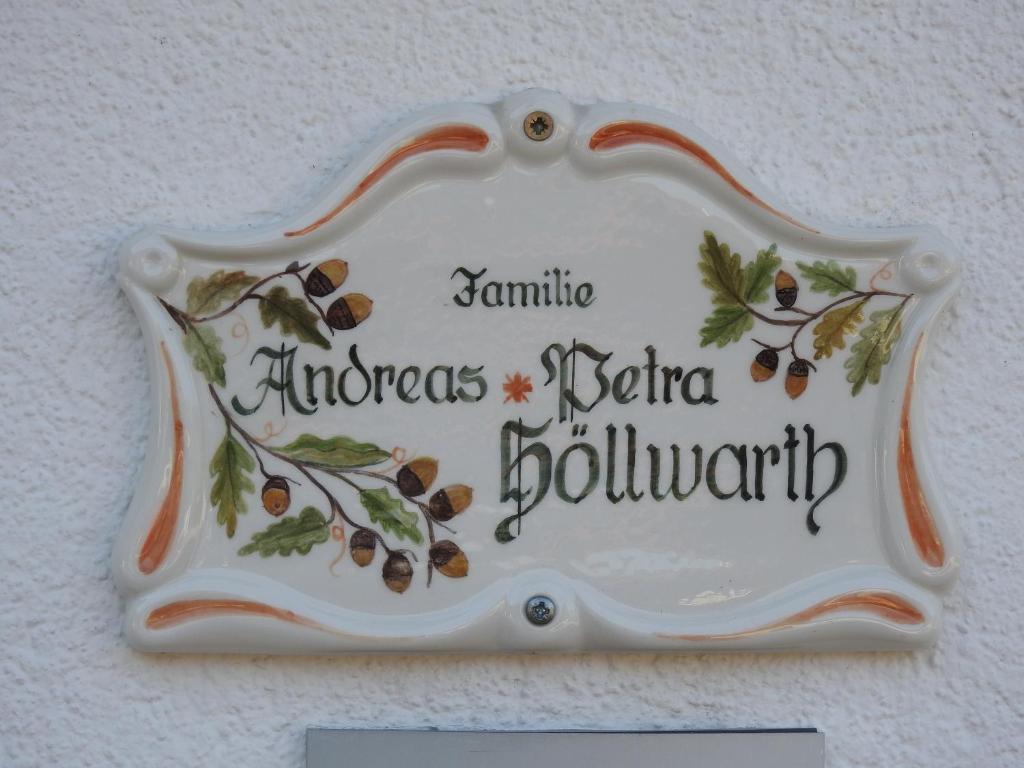 Familie
Andreas * Petra
Höllwarth